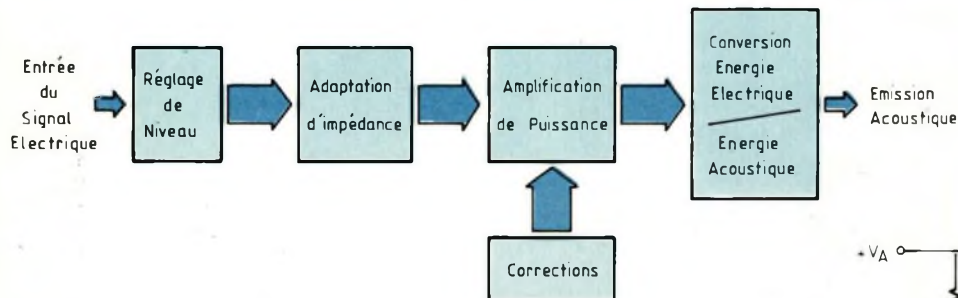 Entrée
du
Signal
Electrique
Réglage
de
Niveau
Adaptation
d'impédance
Amplification
de Puissance
Conversion
Energie
Electrique
Energie
Acoustique
Emission
Acoustique
Corrections
+VA